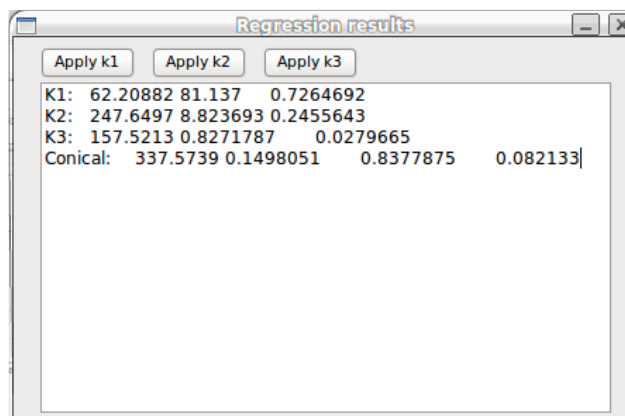 Regression results
Apply k1 Apply k2 Apply k3
K1: 62.20882 81.137 0.7264692
K2: 247.6497 8.823693 0.2455643
K3: 157.5213 0.8271787 0.0279665
Conical: 337.5739 0.1498051 0.8377875 0.082133